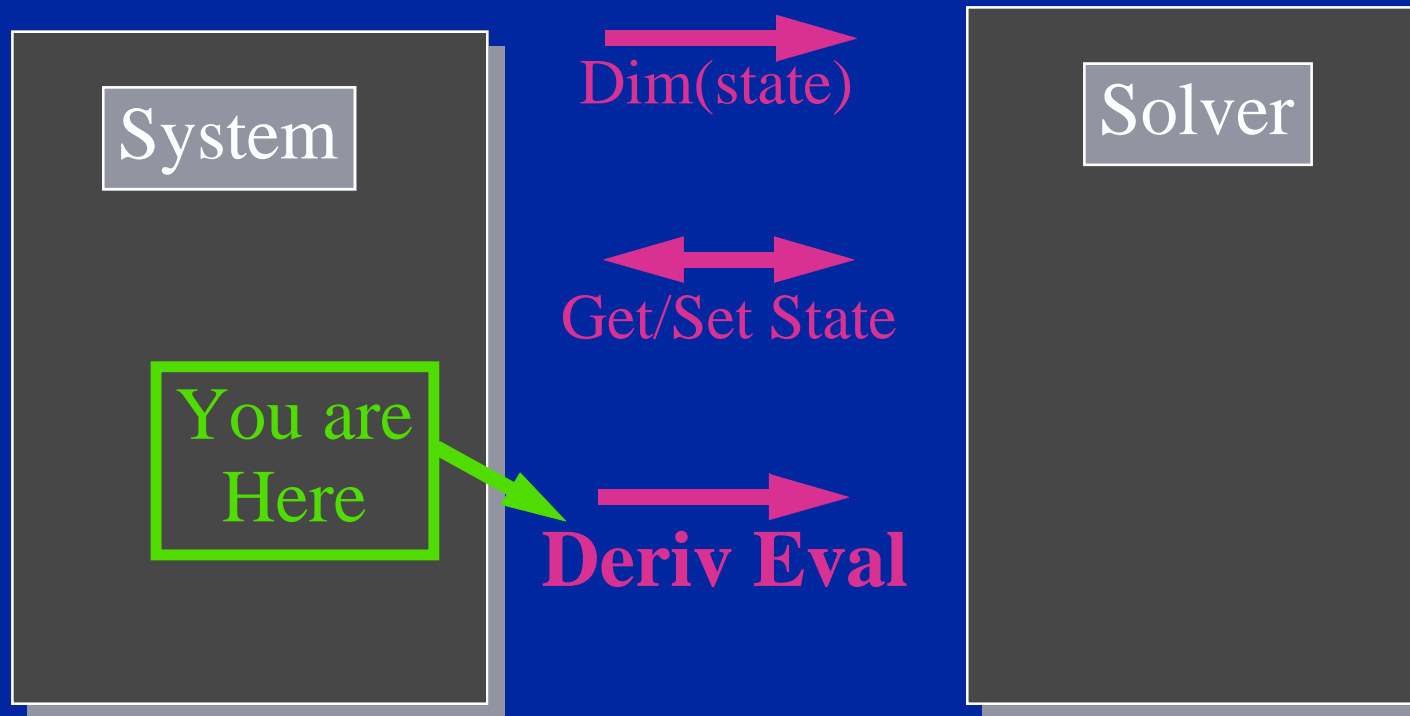 System
Dim(state)
Solver
Get/Set State
You are
Here
Deriv Eval